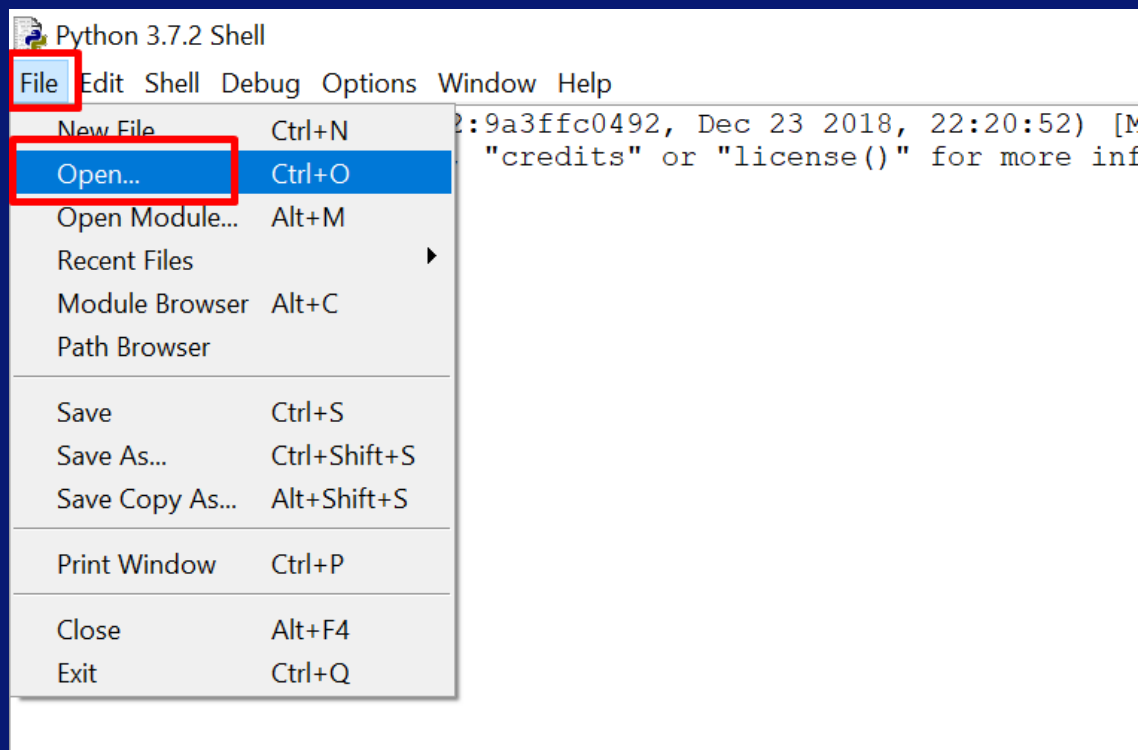 Python 3.7.2 Shell
File Edit Shell Debug Options Window Help
New File Ctrl+N
2:9a3ffc0492, Dec 23 2018, 22:20:52) [M
Open... Ctrl+O
"credits" or "license()" for more inf
Open Module... Alt+M
Recent Files
Module Browser Alt+C
Path Browser
Save Ctrl+S
Save As... Ctrl+Shift+S
Save Copy As... Alt+Shift+S
Print Window Ctrl+P
Close Alt+F4
Exit Ctrl+Q